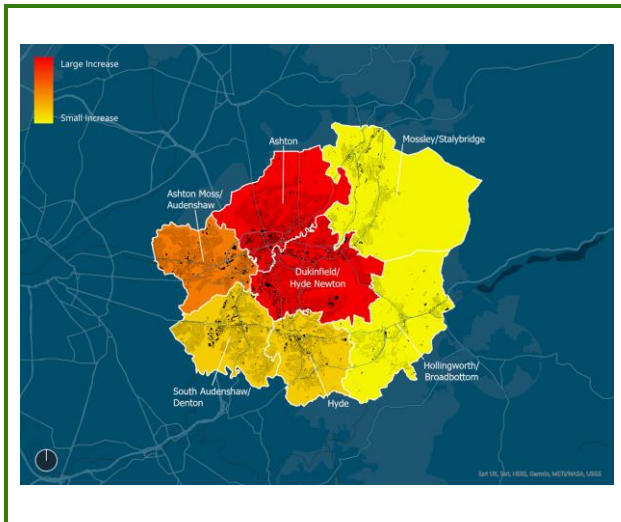 Large Increase
Small Increase
Ashton
Mossley/Stalybridge
Ashton Moss/
Audenshaw
Dukinfield/
Hyde Newton
Hollingworth/
Broadbottom
South Audenshaw/
Denton
Hyde
Esri UK, Esri, HERE, Garmin, METI/NASA, USGS